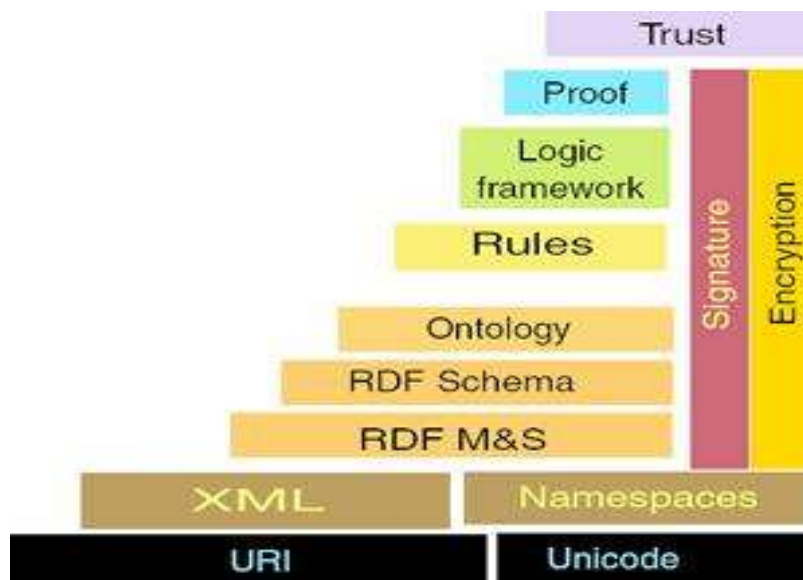 Trust
Proof
Logic
framework
Rules
Ontology
RDF Schema
RDF M&S
Signature
Encryption
XML
Namespaces
URI
Unicode